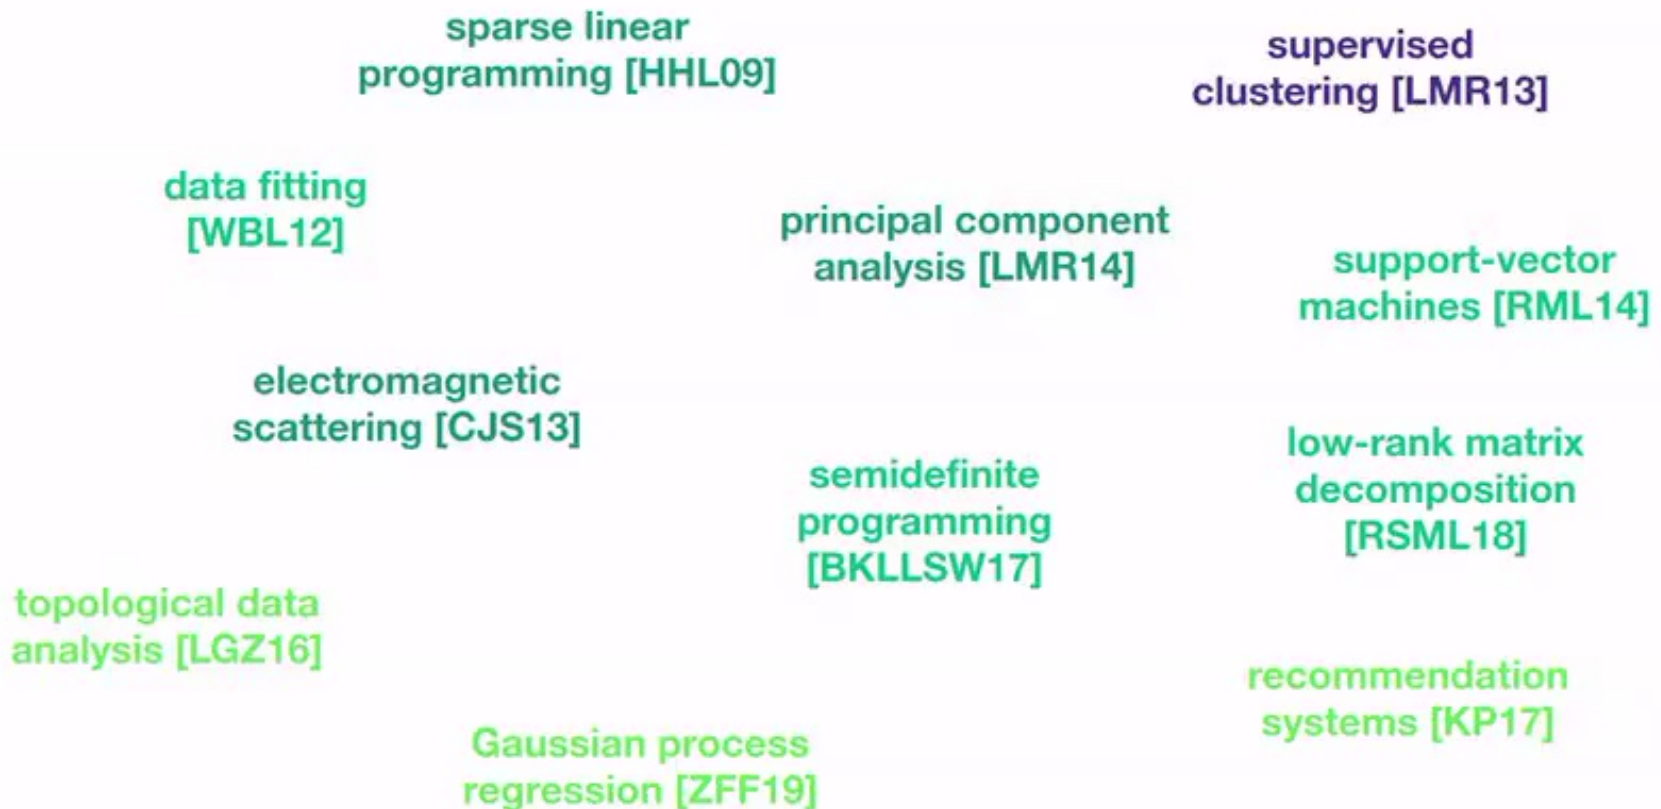 sparse linear
programming [HHL09]
supervised
clustering [LMR13]
data fitting
[WBL12]
principal component
analysis [LMR14]
support-vector
machines [RML14]
electromagnetic
scattering [CJS13]
low-rank matrix
decomposition
[RSML18]
semidefinite
programming
[BKLLSW17]
topological data
analysis [LGZ16]
recommendation
systems [KP17]
Gaussian process
regression [ZFF19]